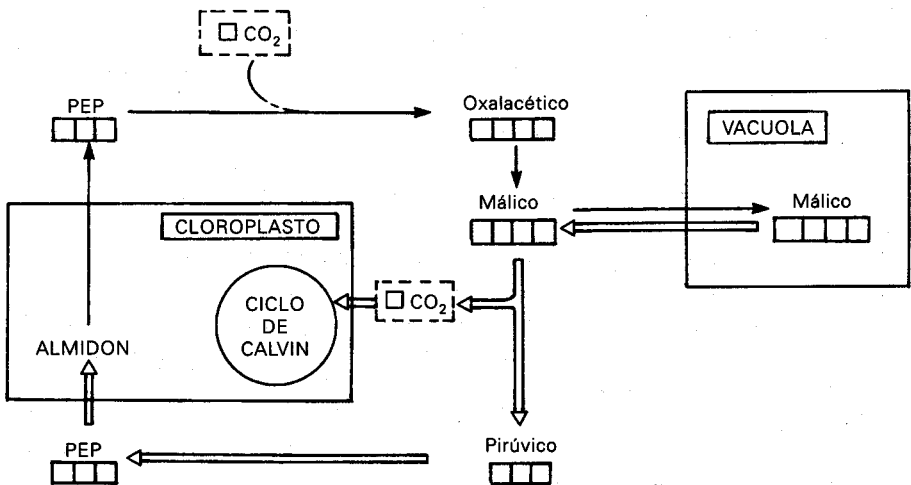 CO₂
PEP
Oxalacético
VACUOLA
Málico
Málico
CLOROPLASTO
CO₂
CICLO
DE
CALVIN
ALMIDON
PEP
Pirúvico